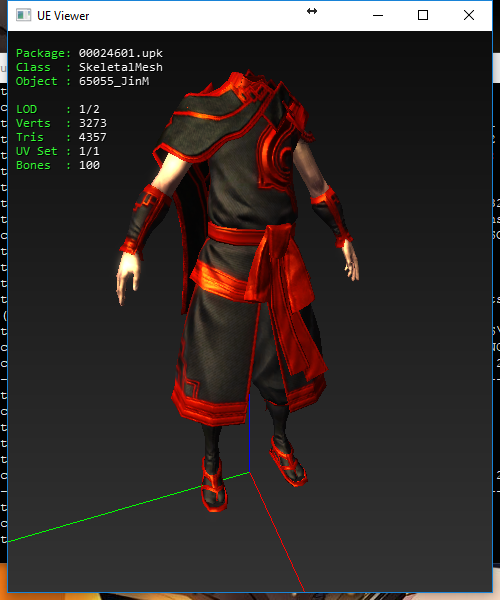 UE Viewer
Package: 00024601.upk
Class : SkeletalMesh
Object : 65055_JinM
LOD : 1/2
Verts : 3273
Tris : 4357
UV Set : 1/1
Bones : 100